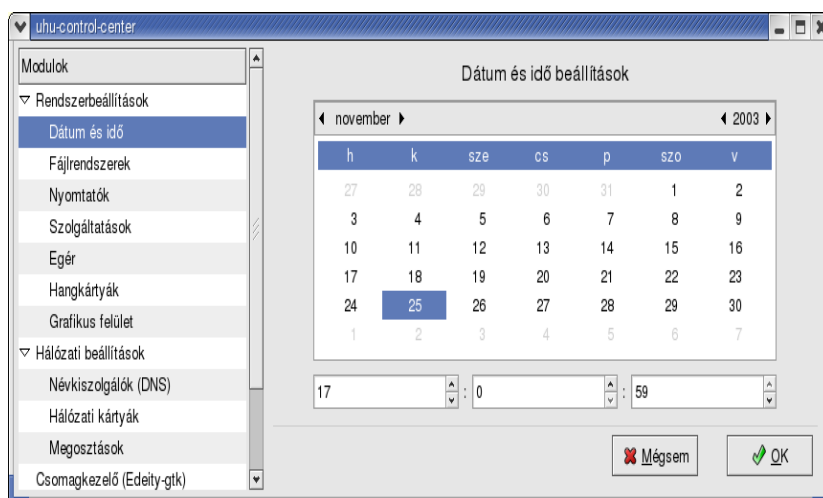 uhu-control-center
Modulok
Rendszerbeállítások
Dátum és idő
Fájlrendszerek
Nyomtatók
Szolgáltatások
Egér
Hangkártyák
Grafikus felület
Hálózati beállítások
Névkiszolgálók (DNS)
Hálózati kártyák
Megosztások
Csomagkezelő (Edeity-gtk)
Dátum és idő beállítások
november 2003
h k sze cs p szo v
27 28 29 30 31 1 2
3 4 5 6 7 8 9
10 11 12 13 14 15 16
17 18 19 20 21 22 23
24 25 26 27 28 29 30
1 2 3 4 5 6 7
17 : 0 : 59
Mégsem OK